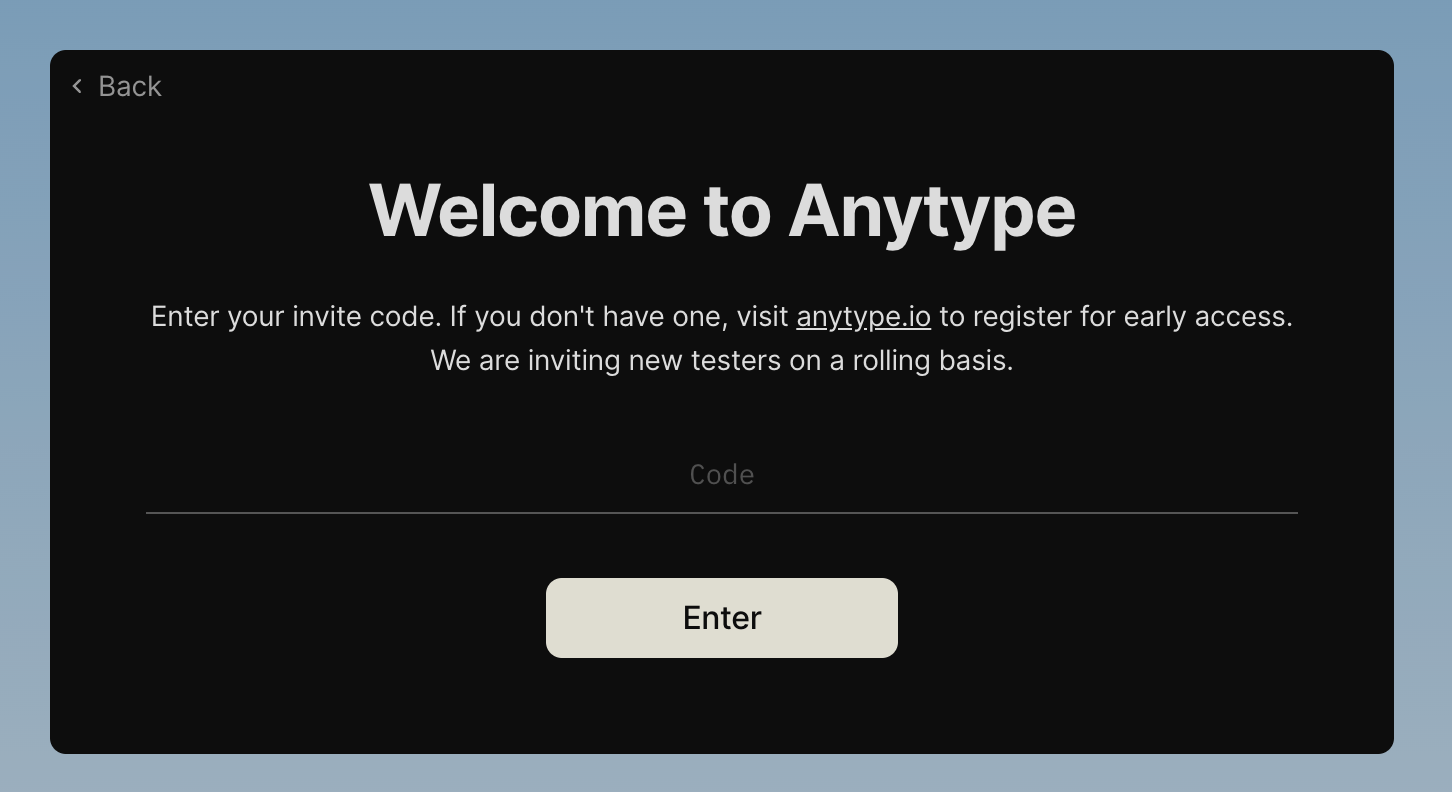 Back
Welcome to Anytype
Enter your invite code. If you don't have one, visit anytype.io to register for early access.
We are inviting new testers on a rolling basis.
Code
Enter